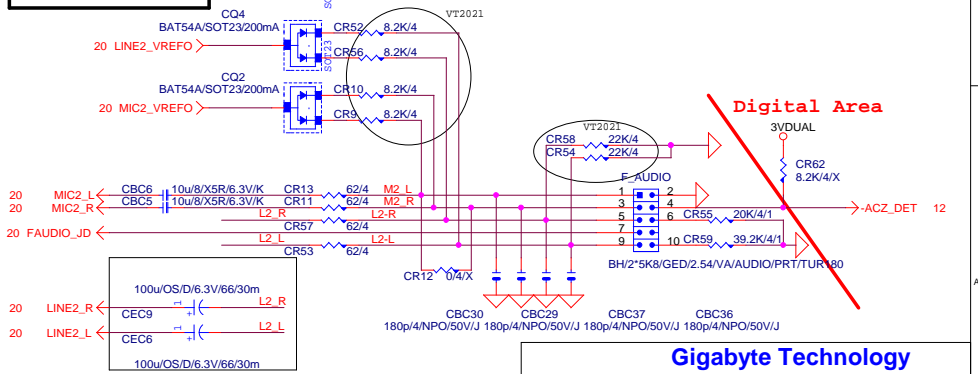 CQ4
BAT54A/SOT23/200mA
20 LINE2_VREFO
SOT23
CR52 8.2K/4
CR56 8.2K/4
VT2021
CQ2
BAT54A/SOT23/200mA
20 MIC2_VREFO
CR10 8.2K/4
CR9 8.2K/4
Digital Area
3VDUAL
VT2021
CR58 22K/4
CR54 22K/4
CR62
8.2K/4/X
F_AUDIO
20 MIC2_L CBC6 10u/8/X5R/6.3V/K CR13 62/4 M2_L 1 2
20 MIC2_R CBC5 10u/8/X5R/6.3V/K CR11 62/4 M2_R 3 4
-ACZ_DET 12
L2_R CR57 62/4 L2-R 5 6 CR55 20K/4/1
20 FAUDIO_JD 7
L2_L CR53 62/4 L2-L 9 10 CR59 39.2K/4/1
BH/2*5K8/GED/2.54/VA/AUDIO/PRT/TUR180
CR12 0/4/X
100u/OS/D/6.3V/66/30m
20 LINE2_R CEC9 1 + L2_R
20 LINE2_L CEC6 1 + L2_L
100u/OS/D/6.3V/66/30m
CBC30 CBC29 CBC37 CBC36
180p/4/NPO/50V/J 180p/4/NPO/50V/J 180p/4/NPO/50V/J 180p/4/NPO/50V/J
A
Gigabyte Technology